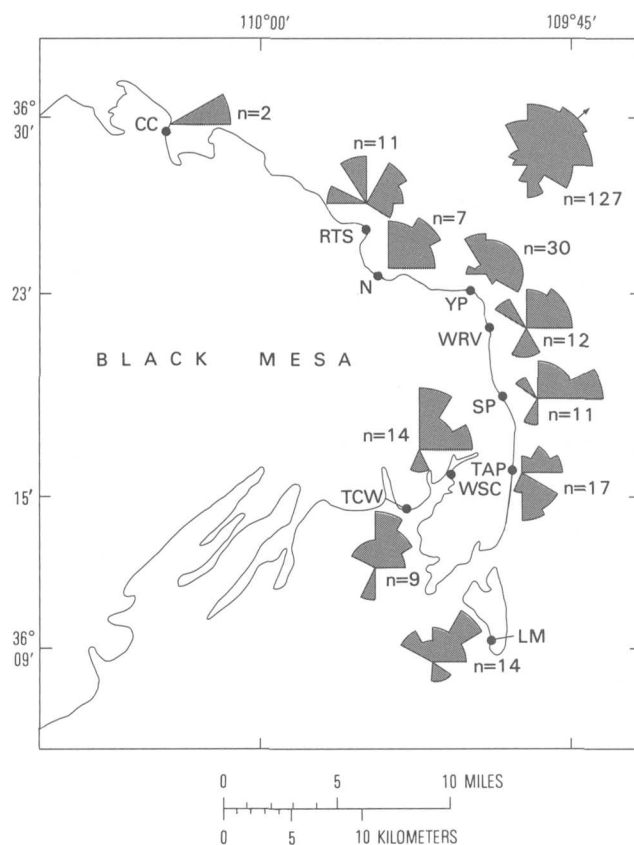 110°00′ 109°45′
36°
30′
CC n=2
n=11
n=127
RTS n=7
n=30
N YP
23′
WRV n=12
BLACK MESA
SP n=11
n=14
TAP n=17
WSC
TCW
15′
n=9
36°
09′
LM
n=14
0 5 10 MILES
0 5 10 KILOMETERS